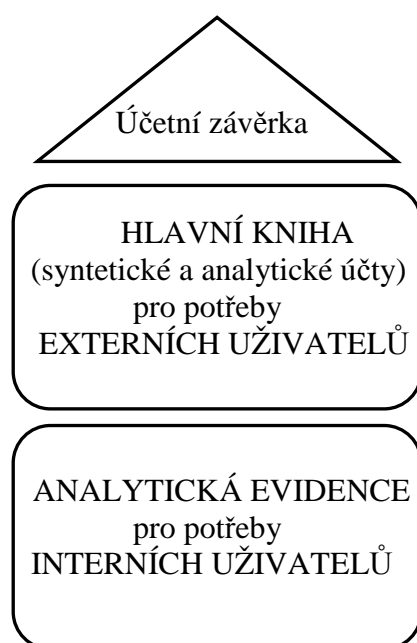 Účetní závěrka
HLAVNÍ KNIHA
(syntetické a analytické účty)
pro potřeby
EXTERNÍCH UŽIVATELŮ
ANALYTICKÁ EVIDENCE
pro potřeby
INTERNÍCH UŽIVATELŮ